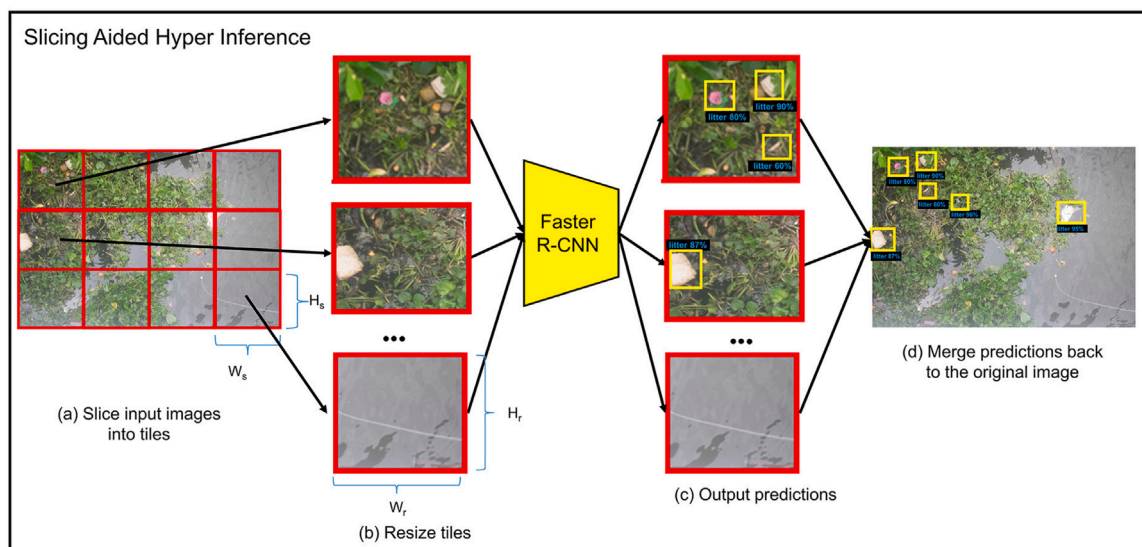 Slicing Aided Hyper Inference
litter 80%
litter 90%
litter 60%
Faster
R-CNN
litter 87%
litter 90%
litter 95%
litter 87%
Hs
Ws
(a) Slice input images
into tiles
Hr
Wr
(b) Resize tiles
(c) Output predictions
(d) Merge predictions back
to the original image